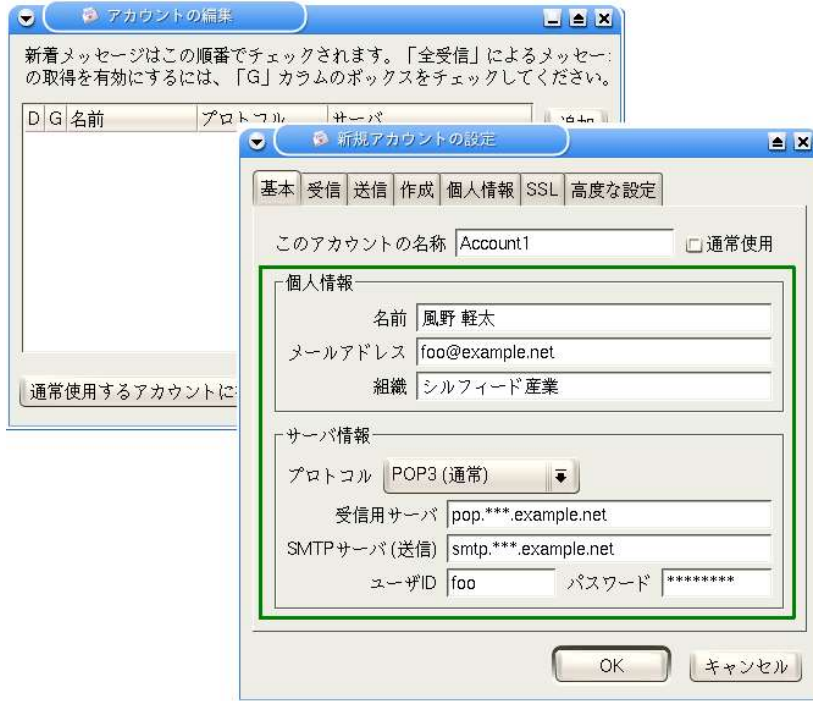 アカウントの編集
新着メッセージはこの順番でチェックされます。「全受信」によるメッセー
の取得を有効にするには、「G」カラムのボックスをチェックしてください。
D G 名前 プロトコル サーバ 追加
新規アカウントの設定
基本 受信 送信 作成 個人情報 SSL 高度な設定
このアカウントの名称 Account1 通常使用
個人情報
名前 風野 軽太
メールアドレス foo@example.net
組織 シルフィード産業
通常使用するアカウントに
サーバ情報
プロトコル POP3 (通常)
受信用サーバ pop.***.example.net
SMTPサーバ (送信) smtp.***.example.net
ユーザID foo パスワード ********
OK キャンセル